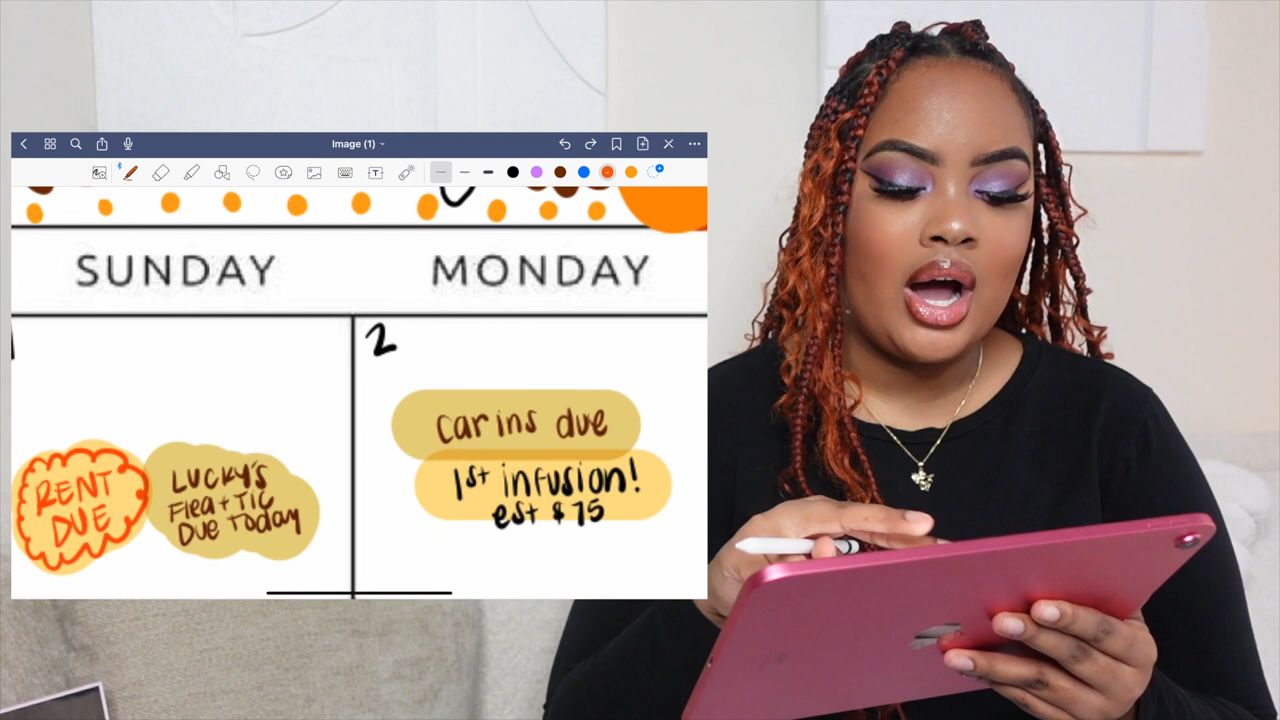 Image (1)
SUNDAY
MONDAY
RENT
DUE
LUCKY'S
Flea + TIC
Due Today
2
car ins due
1st infusion!
est $75